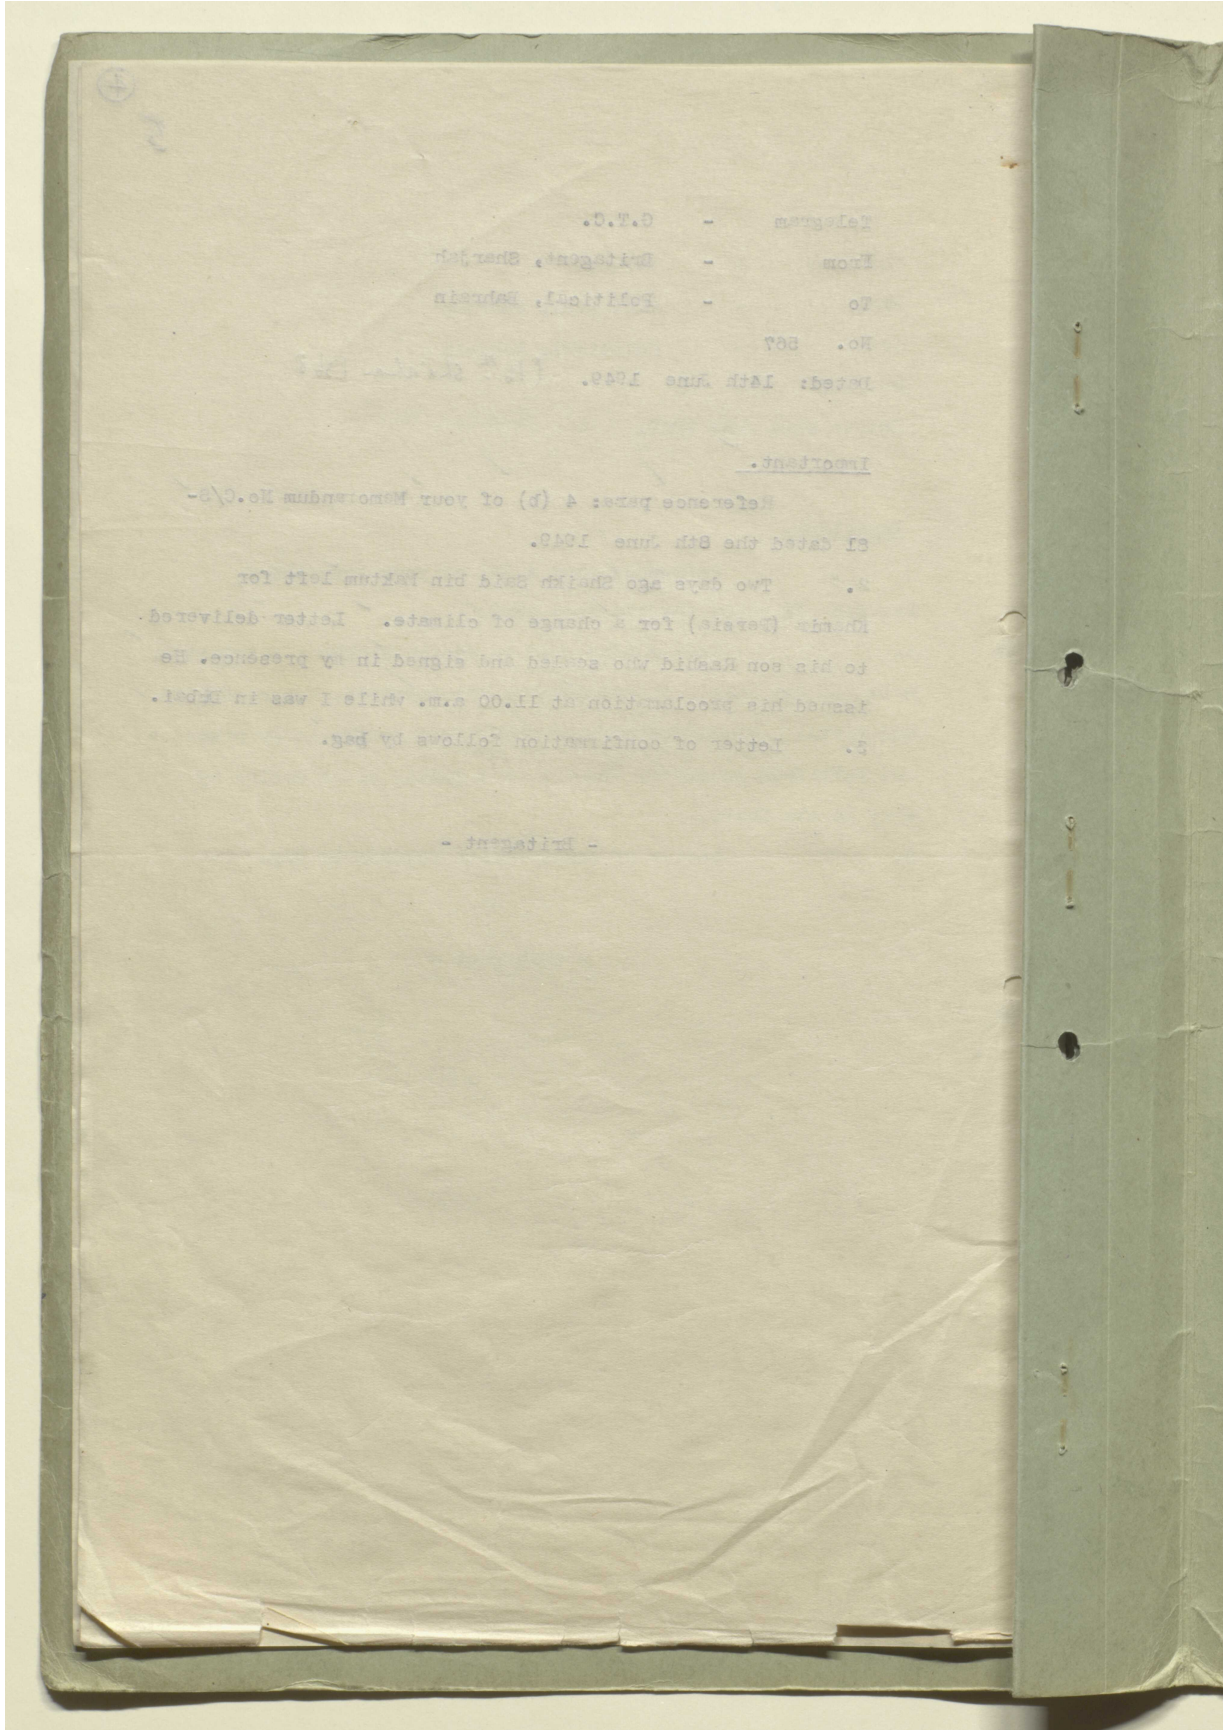 Telegram - G.T.C.
From - Britagent, Sharjah
To - Political, Bahrain
No. 567
Dated: 14th June 1949.
Important.
Reference para: 4 (b) of your Memorandum No.C/S-
81 dated the 8th June 1949.
2. Two days ago Shaikh Said bin Maktum left for
(Persia) for a change of climate. Letter delivered
to his son Rashid who sealed and signed in my presence. He
issued his proclamation at 11.00 a.m. while I was in Dubai.
3. Letter of confirmation follows by bag.
- Britagent -